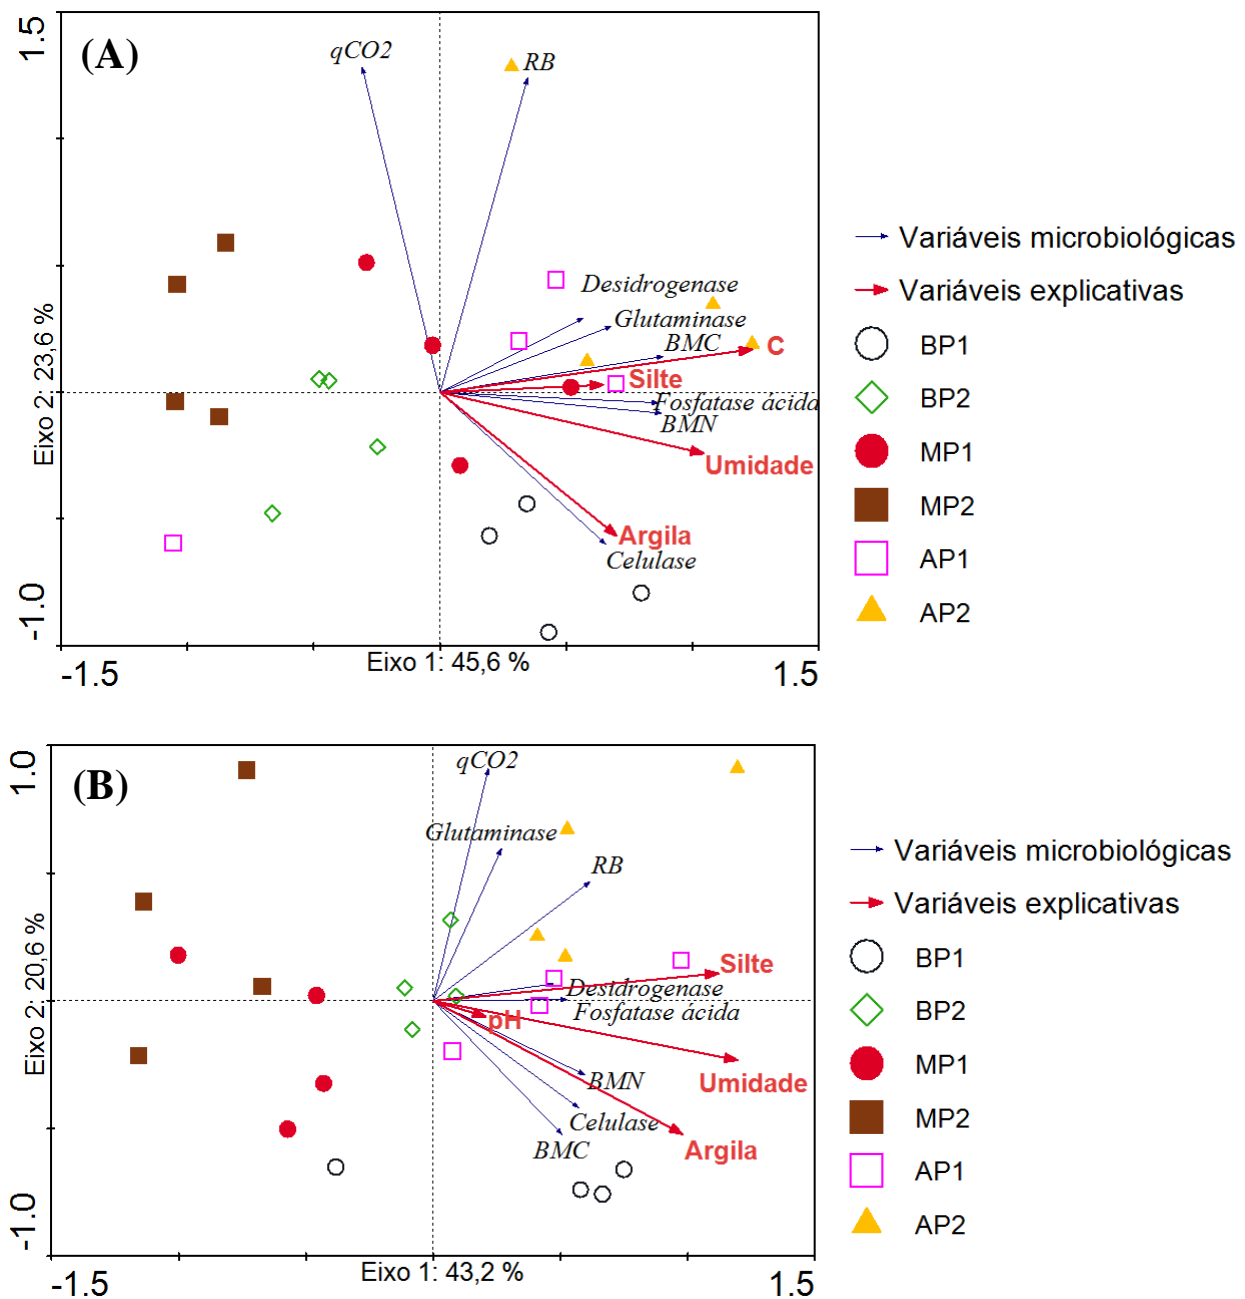 1.5
(A)
qCO2
RB
Desidrogenase
Glutaminase
BMC
C
Silte
Fosfatase ácida
BMN
Umidade
Argila
Celulase
Eixo 2: 23,6 %
-1.0
-1.5
Eixo 1: 45,6 %
1.5
Variáveis microbiológicas
Variáveis explicativas
BP1
BP2
MP1
MP2
AP1
AP2
1.0
(B)
qCO2
Glutaminase
RB
Silte
Desidrogenase
Fosfatase ácida
pH
Umidade
BMN
Celulase
Argila
BMC
Eixo 2: 20,6 %
-1.0
-1.5
Eixo 1: 43,2 %
1.5
Variáveis microbiológicas
Variáveis explicativas
BP1
BP2
MP1
MP2
AP1
AP2